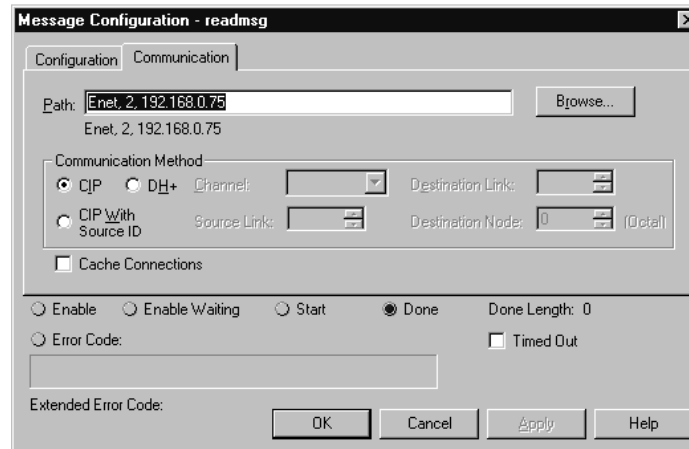 Message Configuration - readmsg
Configuration Communication
Path: Enet, 2, 192.168.0.75 Browse...
Enet, 2, 192.168.0.75
Communication Method
CIP DH+ Channel: Destination Link:
CIP With
Source ID Source Link: Destination Node: 0 (Octal)
Cache Connections
Enable Enable Waiting Start Done Done Length: 0
Error Code: Timed Out
Extended Error Code:
OK Cancel Apply Help